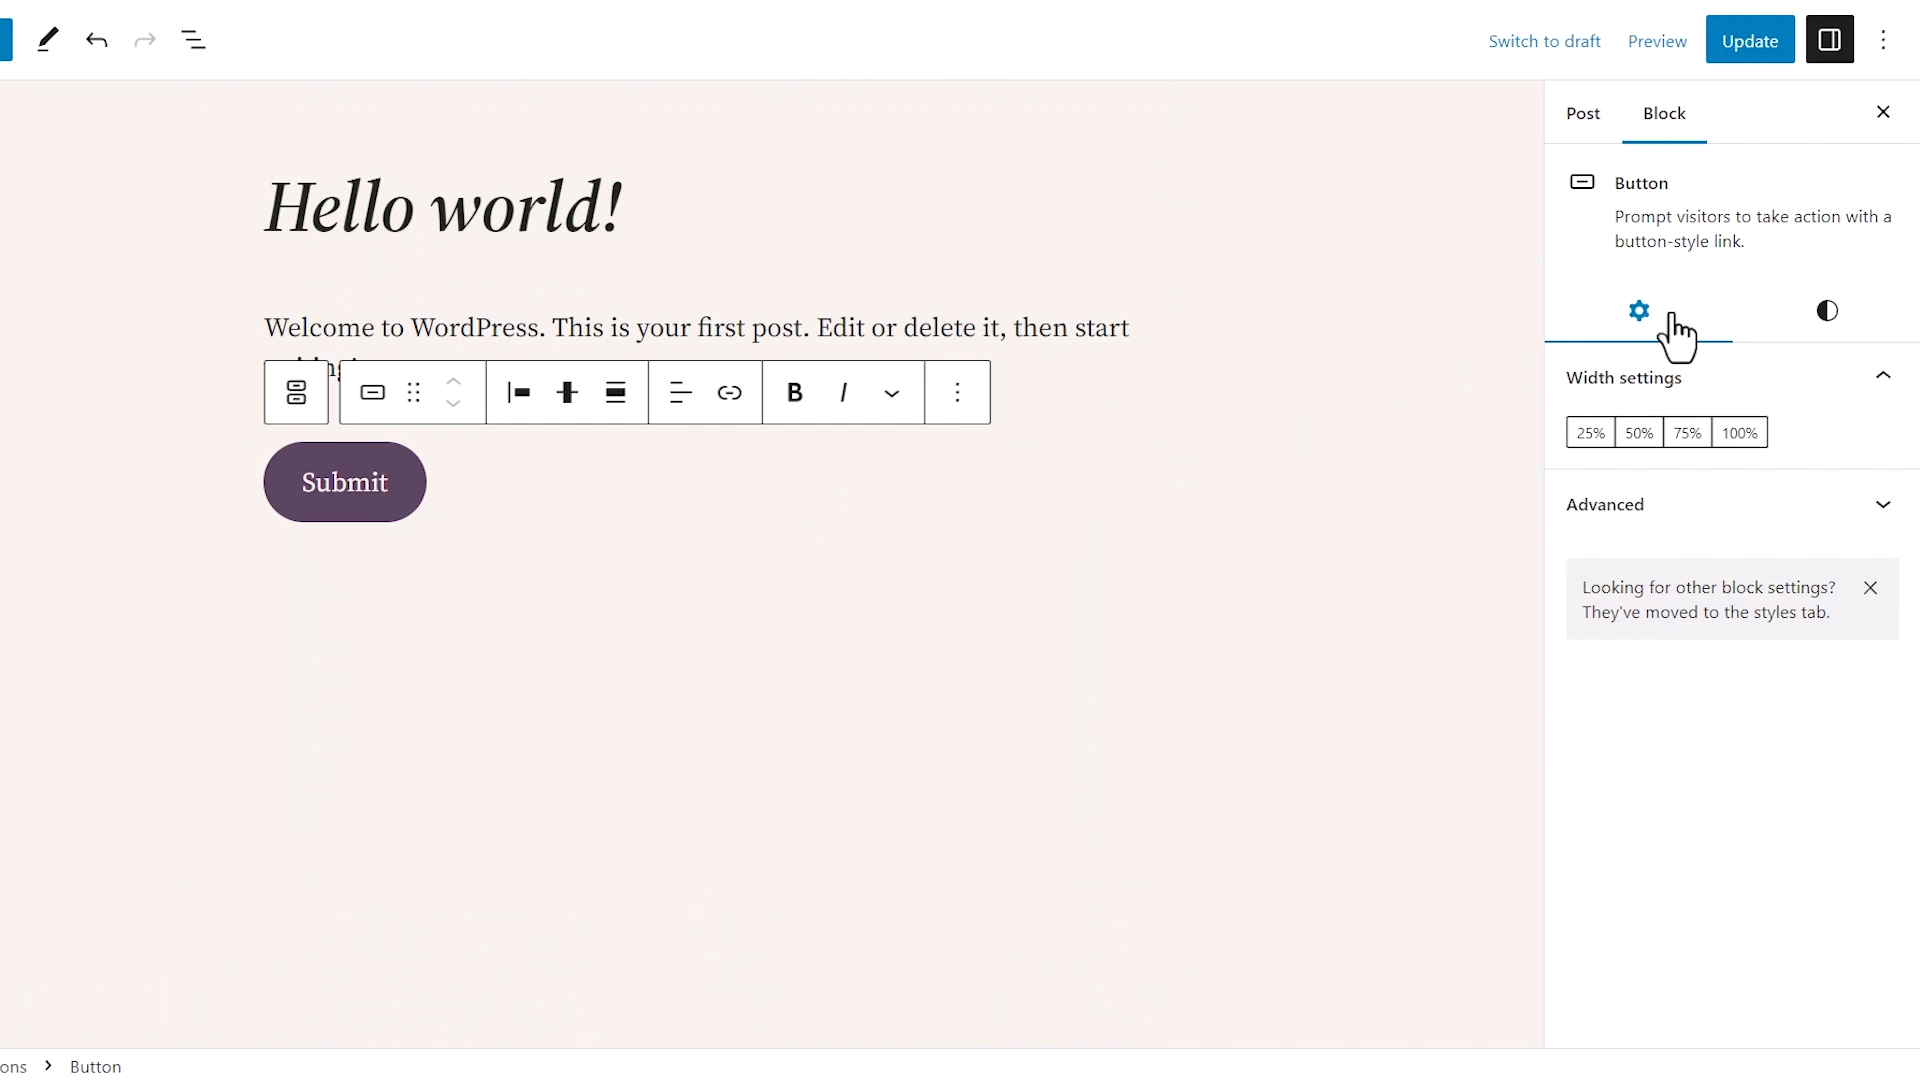 Switch to draft
Preview
Update
Post
Block
Button
Prompt visitors to take action with a
button-style link.
Hello world!
Welcome to WordPress. This is your first post. Edit or delete it, then start
B I
Submit
Width settings
25% 50% 75% 100%
Advanced
Looking for other block settings?
They've moved to the styles tab.
ons > Button